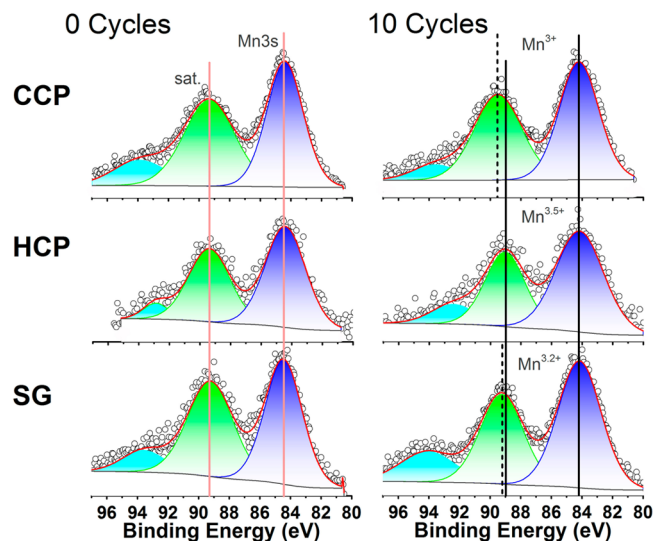 0 Cycles
10 Cycles
CCP
sat.
Mn3s
Mn3+
HCP
Mn3.5+
SG
Mn3.2+
96 94 92 90 88 86 84 82 80
96 94 92 90 88 86 84 82 80
Binding Energy (eV)
Binding Energy (eV)